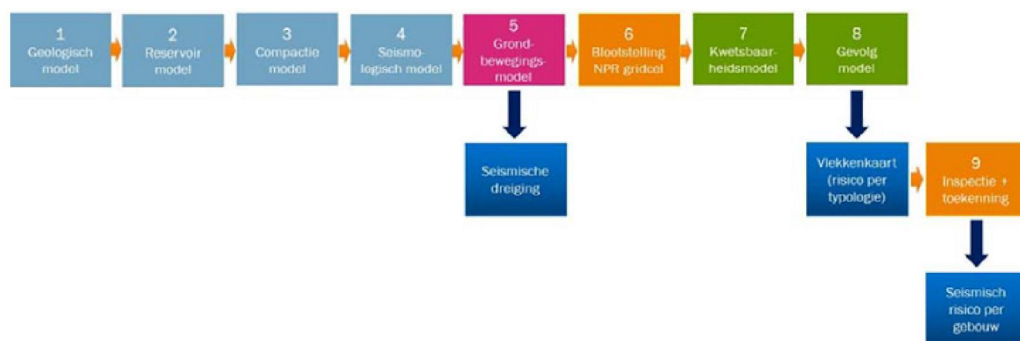 1
Geologisch
model
2
Reservoir
model
3
Compactie
model
4
Seismo-
logisch model
5
Grond-
bewegings-
model
6
Blootstelling
NPR gridcel
7
Kwetsbaar-
heidsmodel
8
Gevolg
model
Seismische
dreiging
Vlekkenkaart
(risico per
typologie)
9
Inspectie +
toekenning
Seismisch
risico per
gebouw